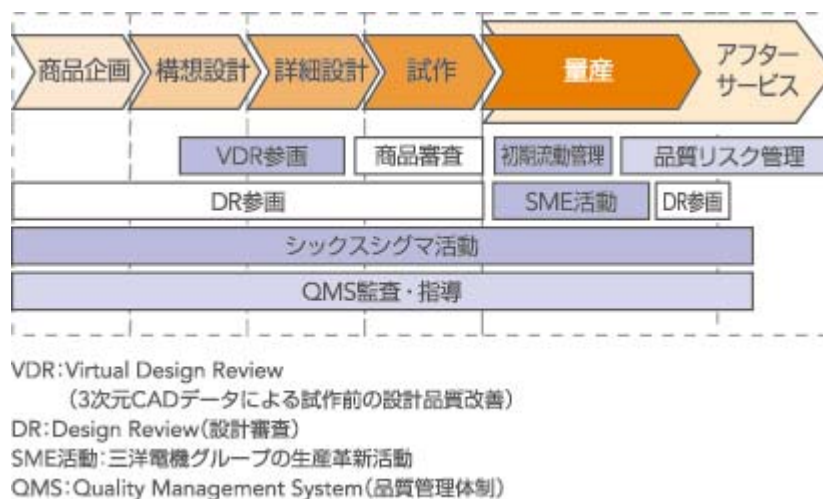 商品企画
構想設計
詳細設計
試作
量産
アフター
サービス
VDR参画
商品審査
初期流動管理
品質リスク管理
DR参画
SME活動
DR参画
シックスシグマ活動
QMS監査・指導
VDR:Virtual Design Review
(3次元CADデータによる試作前の設計品質改善)
DR:Design Review(設計審査)
SME活動:三洋電機グループの生産革新活動
QMS:Quality Management System(品質管理体制)